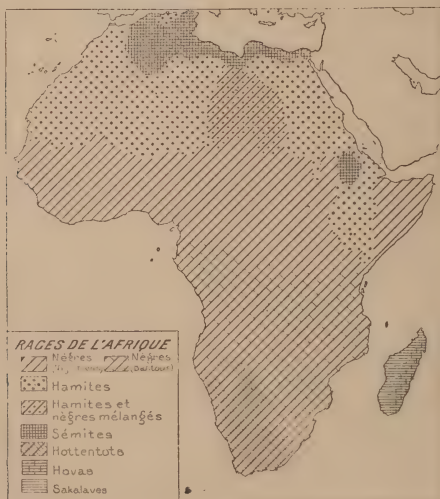 RACES DE L'AFRIQUE
Nègres Nègres
Hamites
Hamites et
nègres mélangés
Sémites
Hottentots
Hovas
Sakalaves